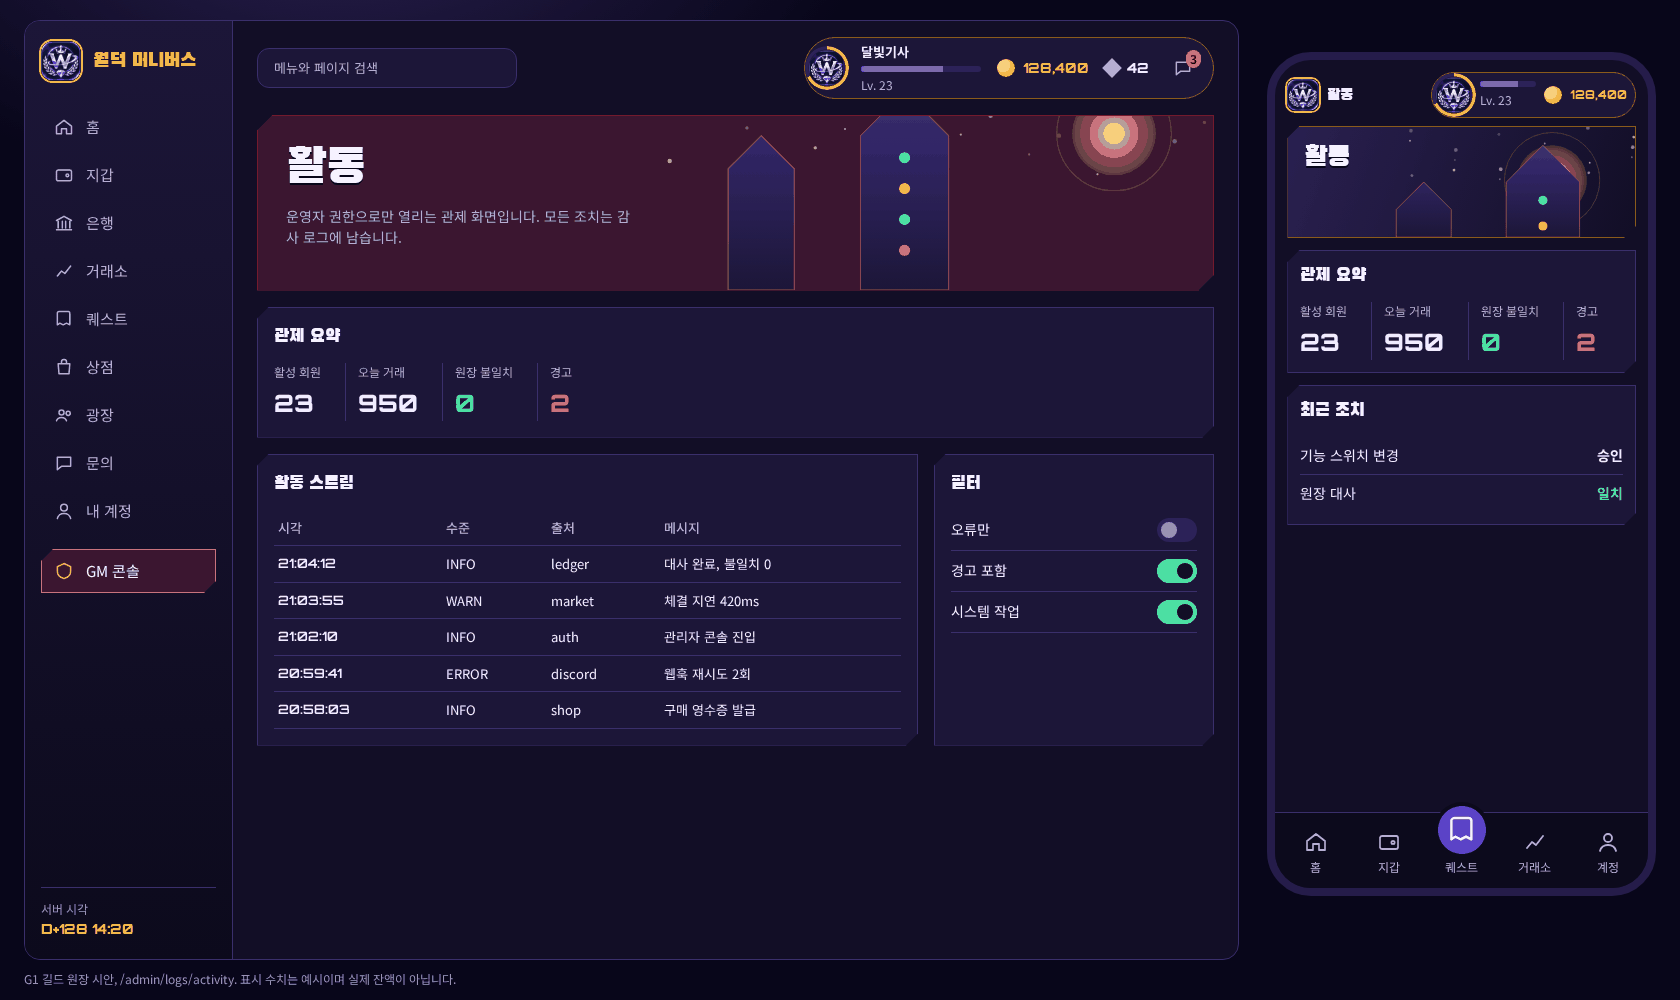 원덕 머니버스
홈
지갑
은행
거래소
퀘스트
상점
광장
문의
내 계정
GM 콘솔
서버 시각
D+128 14:20
메뉴와 페이지 검색
W
달빛기사
Lv. 23
128,400
42
3
활동
운영자 권한으로만 열리는 관제 화면입니다. 모든 조치는 감
사 로그에 남습니다.
관제 요약
활성 회원 오늘 거래 원장 불일치 경고
23 950 0 2
활동 스트림
시각 수준 출처 메시지
21:04:12 INFO ledger 대사 완료, 불일치 0
21:03:55 WARN market 체결 지연 420ms
21:02:10 INFO auth 관리자 콘솔 진입
20:59:41 ERROR discord 웹훅 재시도 2회
20:58:03 INFO shop 구매 영수증 발급
필터
오류만
경고 포함
시스템 작업
W
활동
W
Lv. 23
128,400
활동
관제 요약
활성 회원 오늘 거래 원장 불일치 경고
23 950 0 2
최근 조치
기능 스위치 변경 승인
원장 대사 일치
홈 지갑 퀘스트 거래소 계정
G1 길드 원장 시안, /admin/logs/activity. 표시 수치는 예시이며 실제 잔액이 아닙니다.